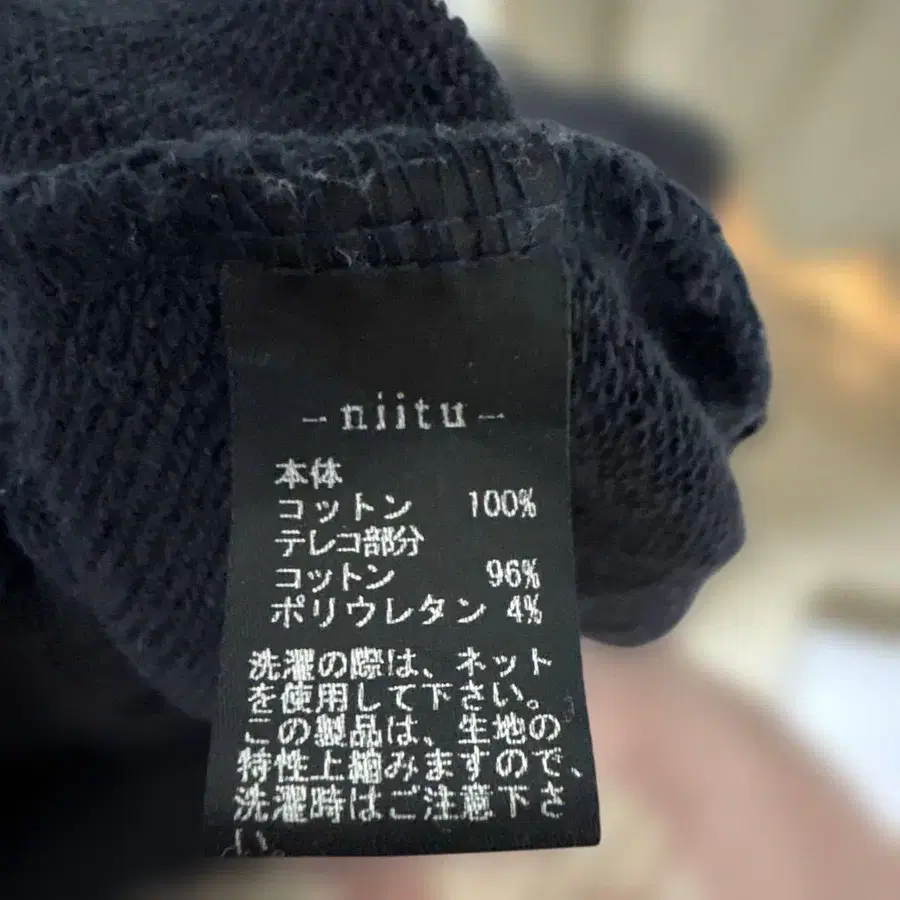 -niitu-
本体
コットン 100%
テレコ部分
コットン 96%
ポリウレタン 4%
洗濯の際は、ネット
を使用して下さい。
この製品は、生地の
特性上縮みますので、
洗濯時はご注意下さ
い。